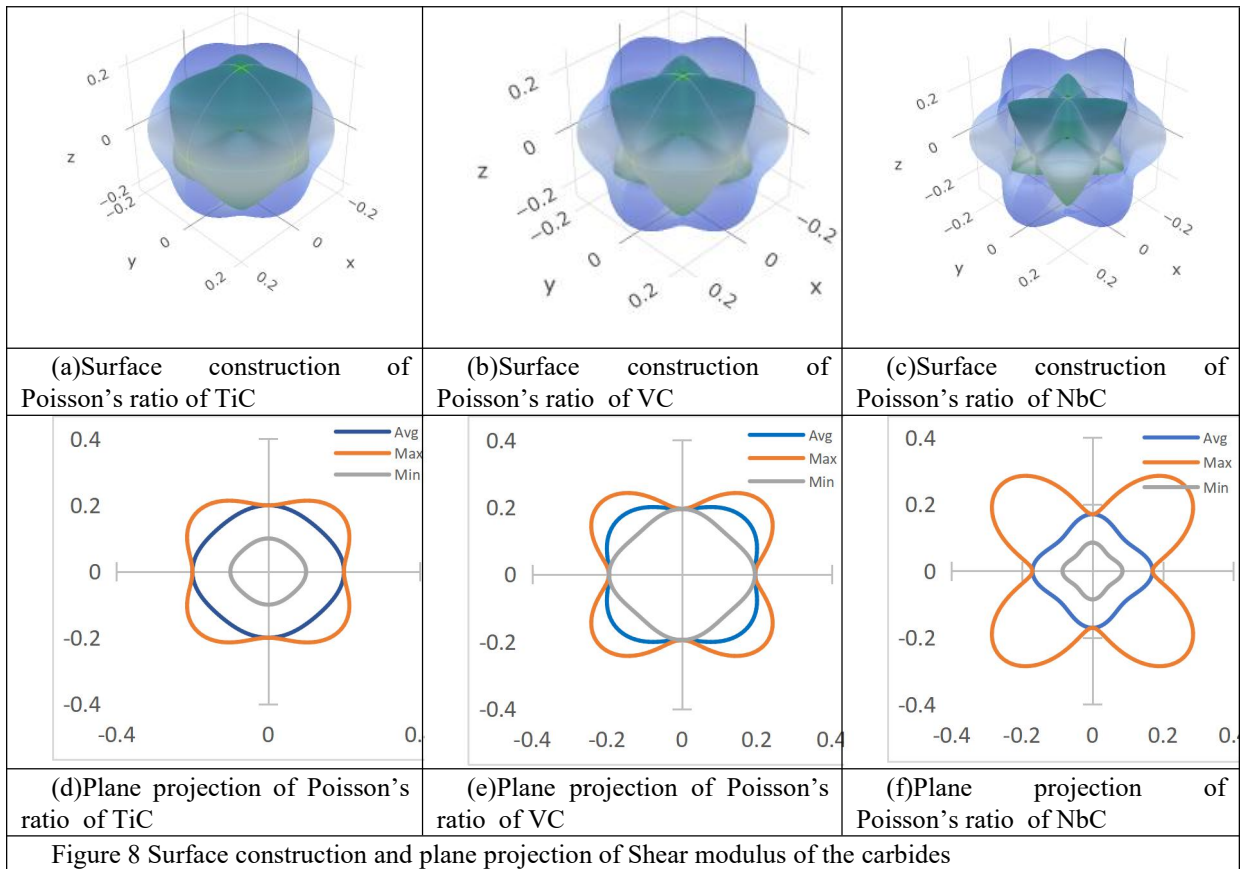 0.2
0
z
−0.2
−0.2
0
y
0.2
0.2
0
x
−0.2
0.2
0
z
−0.2
−0.2
0
y
0.2
0.2
0
x
−0.2
0.2
0
z
−0.2
−0.2
0
y
0.2
0.2
0
x
−0.2
(a)Surface construction of
Poisson's ratio of TiC
(b)Surface construction of
Poisson's ratio of VC
(c)Surface construction of
Poisson's ratio of NbC
0.4
0.2
0
-0.2
-0.4
-0.4
0
0.
Avg
Max
Min
0.4
0.2
0
-0.2
-0.4
-0.4
-0.2
0
0.2
0.4
Avg
Max
Min
0.4
0.2
0
-0.2
-0.4
-0.4
-0.2
0
0.2
0.4
Avg
Max
Min
(d)Plane projection of Poisson's
ratio of TiC
(e)Plane projection of Poisson's
ratio of VC
(f)Plane projection of
Poisson's ratio of NbC
Figure 8 Surface construction and plane projection of Shear modulus of the carbides